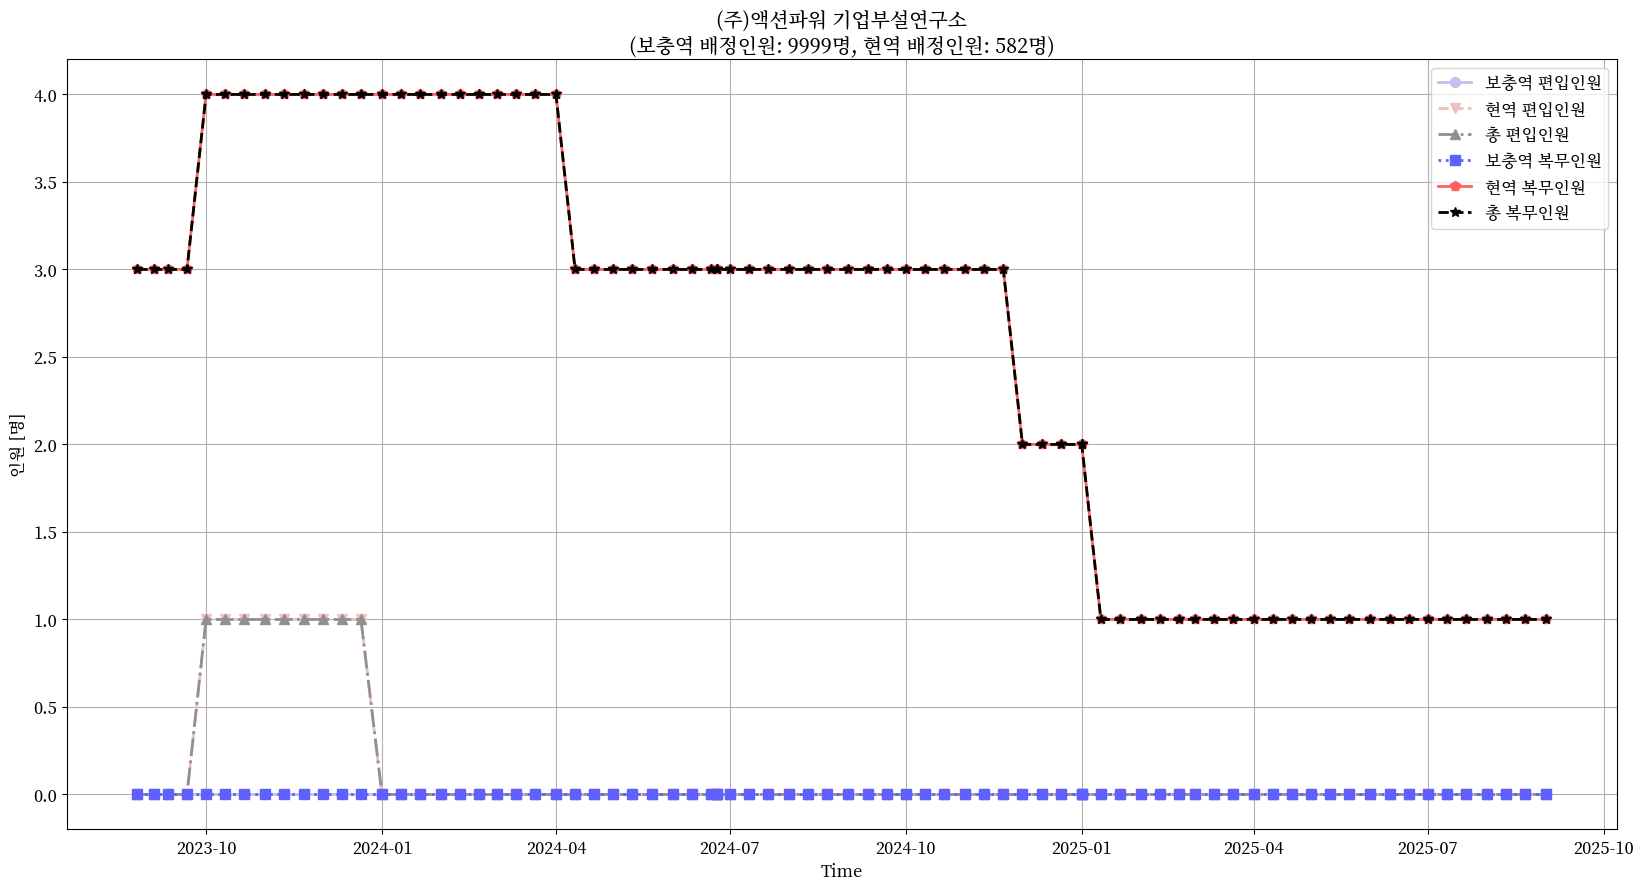 (주)액션파워 기업부설연구소
(보충역 배정인원: 9999명, 현역 배정인원: 582명)
보충역 편입인원
현역 편입인원
총 편입인원
보충역 복무인원
현역 복무인원
총 복무인원
4.0
3.5
3.0
2.5
2.0
1.5
1.0
0.5
0.0
인원 [명]
2023-10
2024-01
2024-04
2024-07
2024-10
2025-01
2025-04
2025-07
2025-10
Time